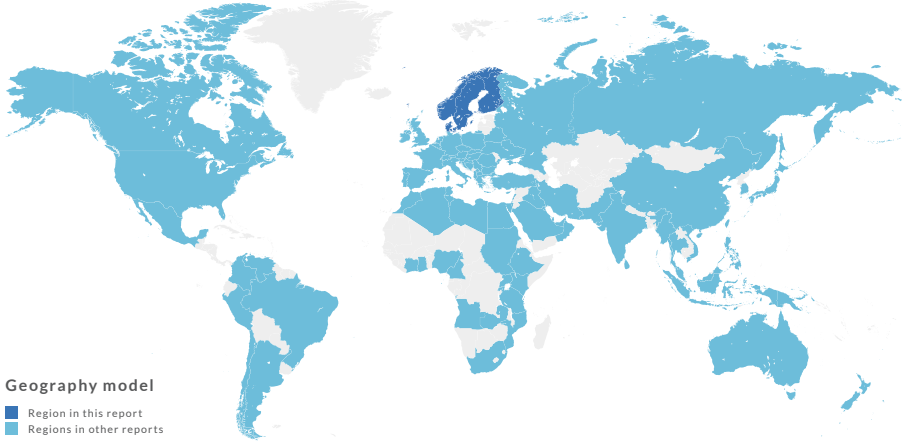 Geography model
Region in this report
Regions in other reports